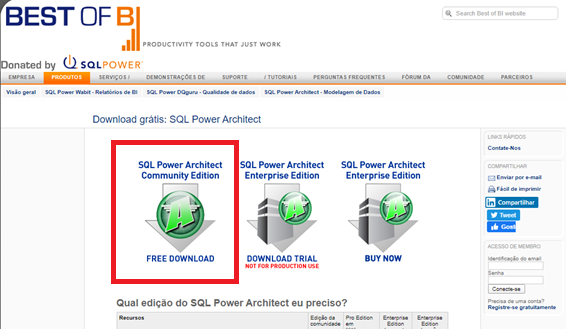 BEST OF BI
PRODUCTIVITY TOOLS THAT JUST WORK
Search Best of BI website
Donated by SQLPOWER
EMPRESA PRODUTOS SERVIÇOS / DEMONSTRAÇÕES DE SUPORTE / TUTORIAIS PERGUNTAS FREQUENTES FÓRUM DA COMUNIDADE PARCEIROS
Visão geral SQL Power Wabit - Relatórios de BI SQL Power DQguru - Qualidade de dados SQL Power Architect - Modelagem de Dados
Download grátis: SQL Power Architect
SQL Power Architect
Community Edition
FREE DOWNLOAD
SQL Power Architect
Enterprise Edition
DOWNLOAD TRIAL
NOT FOR PRODUCTION USE
SQL Power Architect
Enterprise Edition
BUY NOW
LINKS RÁPIDOS
Contate-Nos
COMPARTILHAR
Enviar por e-mail
Fácil de imprimir
in Compartilhar
Tweet
Gosti
ACESSO DE MEMBRO
Identificação do email
Senha
Conecte-se
Precisa de uma conta?
Registre-se gratuitamente
Qual edição do SQL Power Architect eu preciso?
Recursos
Edição da comunidade
Pro Edition em
Enterprise Edition
Enterprise Edition